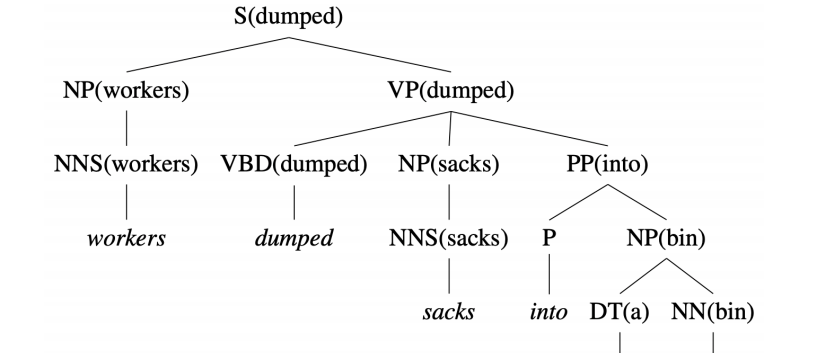 S(dumped)
NP(workers) VP(dumped)
NNS(workers) VBD(dumped) NP(sacks) PP(into)
workers dumped NNS(sacks) P NP(bin)
sacks into DT(a) NN(bin)